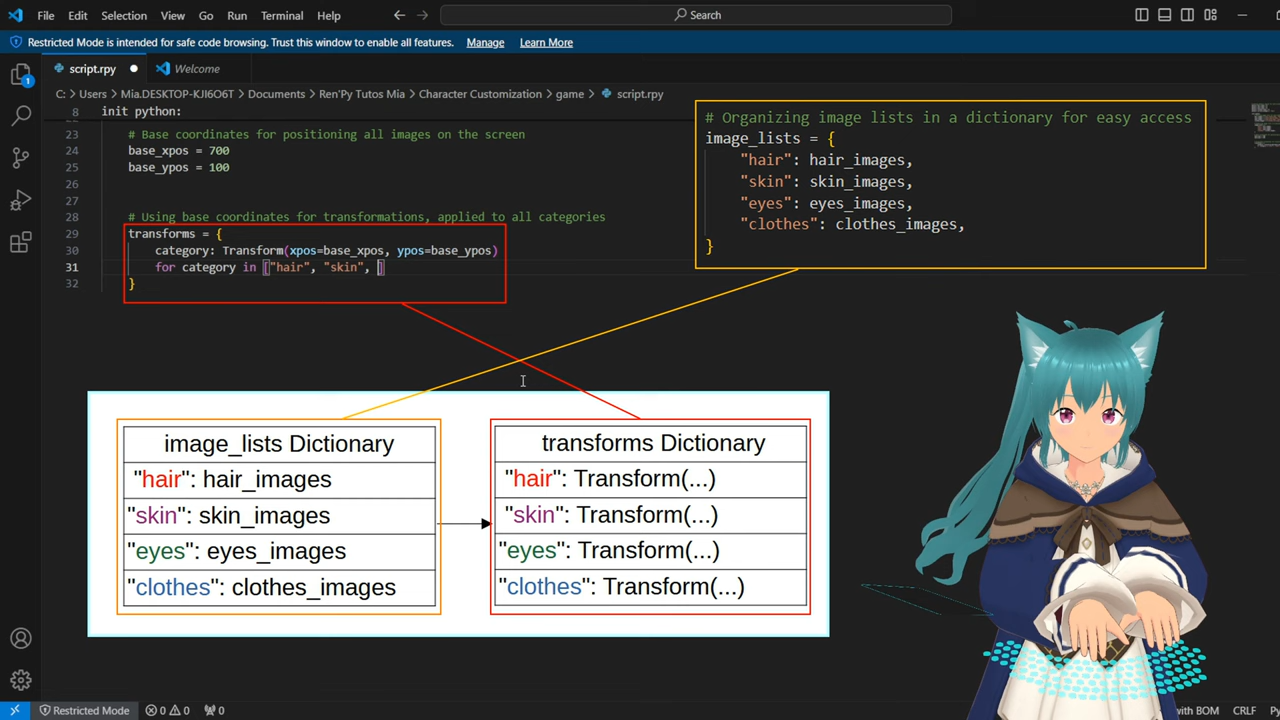 File Edit Selection View Go Run Terminal Help
Search
Restricted Mode is intended for safe code browsing. Trust this window to enable all features. Manage Learn More
script.rpy
Welcome
C: > Users > Mia.DESKTOP-KJI6O6T > Documents > Ren'Py Tutos Mia > Character Customization > game > script.rpy
8 init python:
23 # Base coordinates for positioning all images on the screen
24 base_xpos = 700
25 base_ypos = 100
26
27
28 # Using base coordinates for transformations, applied to all categories
29 transforms = {
30 category: Transform(xpos=base_xpos, ypos=base_ypos)
31 for category in ["hair", "skin", ]
32 }
# Organizing image lists in a dictionary for easy access
image_lists = {
"hair": hair_images,
"skin": skin_images,
"eyes": eyes_images,
"clothes": clothes_images,
}
image_lists Dictionary
"hair": hair_images
"skin": skin_images
"eyes": eyes_images
"clothes": clothes_images
transforms Dictionary
"hair": Transform(...)
"skin": Transform(...)
"eyes": Transform(...)
"clothes": Transform(...)
1
Restricted Mode 0 0 0
with BOM CRLF